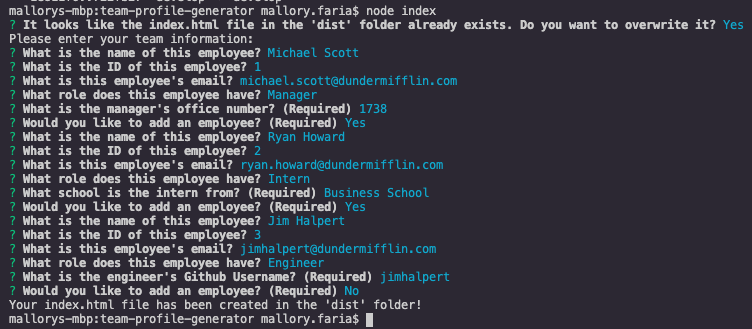 mallorys-mbp:team-profile-generator mallory.faria$ node index
? It looks like the index.html file in the 'dist' folder already exists. Do you want to overwrite it? Yes
Please enter your team information:
? What is the name of this employee? Michael Scott
? What is the ID of this employee? 1
? What is this employee's email? michael.scott@dundermifflin.com
? What role does this employee have? Manager
? What is the manager's office number? (Required) 1738
? Would you like to add an employee? (Required) Yes
? What is the name of this employee? Ryan Howard
? What is the ID of this employee? 2
? What is this employee's email? ryan.howard@dundermifflin.com
? What role does this employee have? Intern
? What school is the intern from? (Required) Business School
? Would you like to add an employee? (Required) Yes
? What is the name of this employee? Jim Halpert
? What is the ID of this employee? 3
? What is this employee's email? jimhalpert@dundermifflin.com
? What role does this employee have? Engineer
? What is the engineer's Github Username? (Required) jimhalpert
? Would you like to add an employee? (Required) No
Your index.html file has been created in the 'dist' folder!
mallorys-mbp:team-profile-generator mallory.faria$